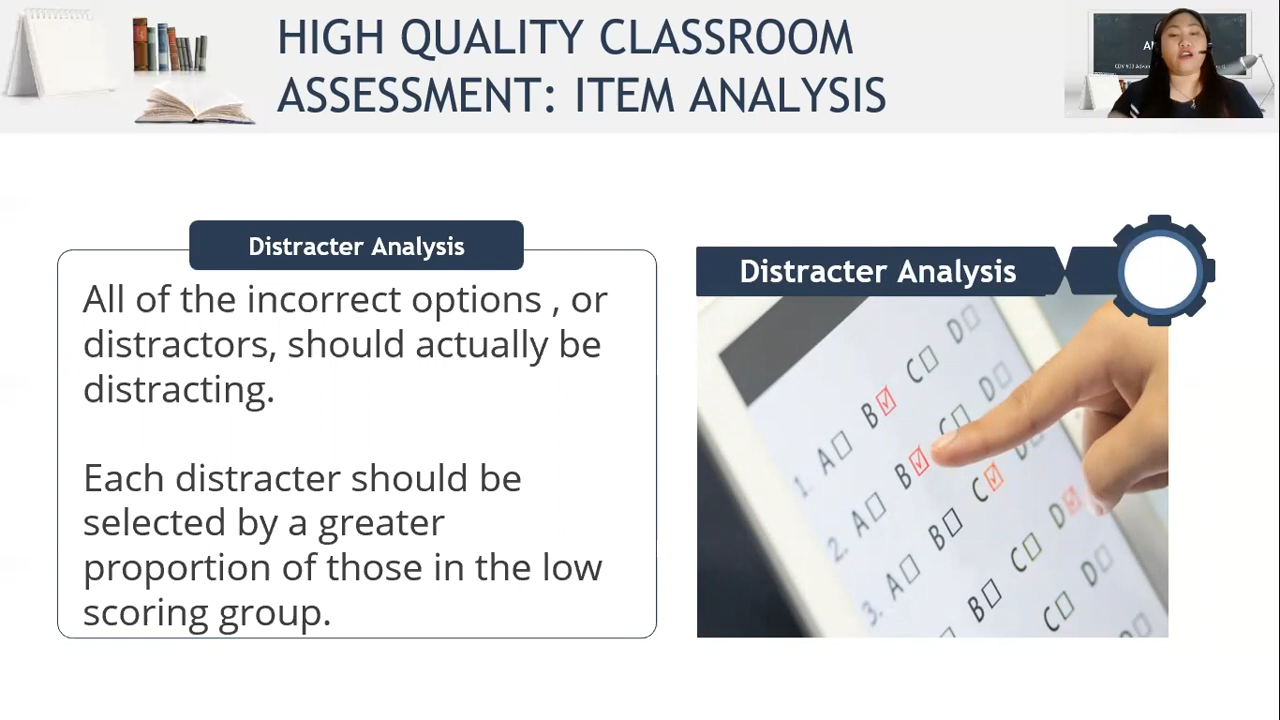 HIGH QUALITY CLASSROOM
ASSESSMENT: ITEM ANALYSIS
Distracter Analysis
All of the incorrect options , or
distractors, should actually be
distracting.
Each distracter should be
selected by a greater
proportion of those in the low
scoring group.
Distracter Analysis
1. A B C D
2. A B C D
3. A B C D
B C D
C D